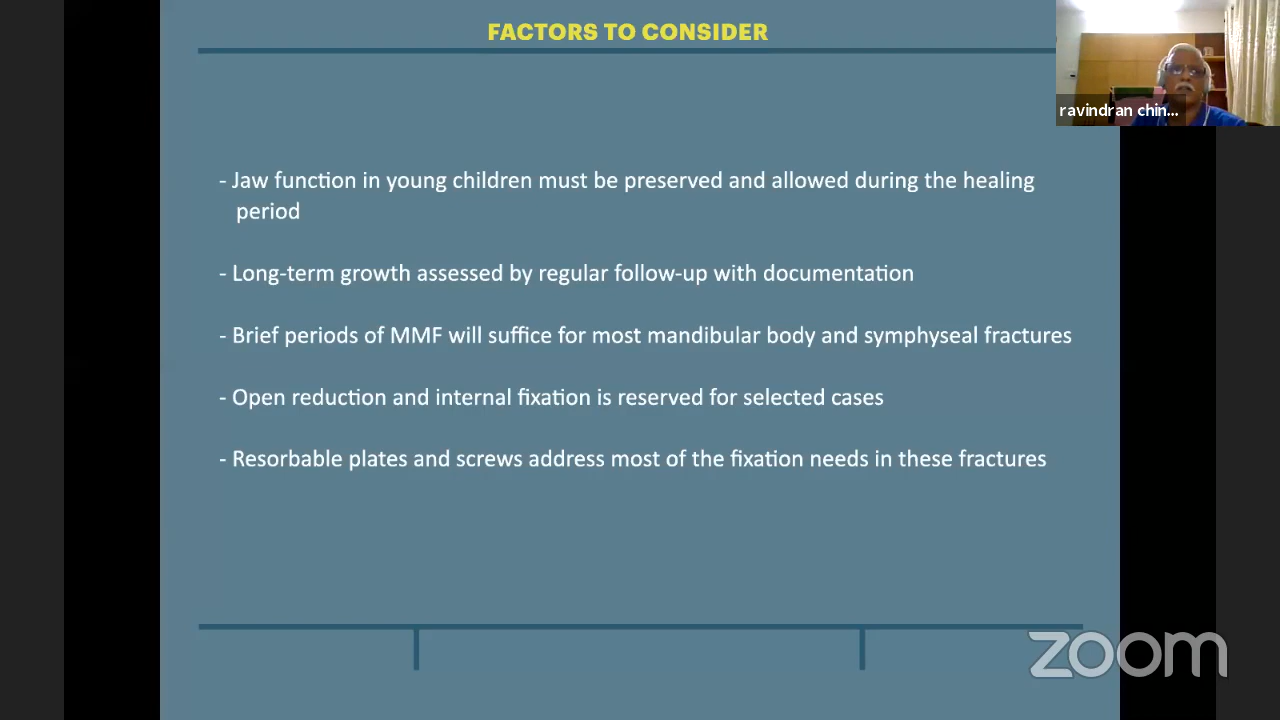 FACTORS TO CONSIDER
ravindran chin...
- Jaw function in young children must be preserved and allowed during the healing
period
- Long-term growth assessed by regular follow-up with documentation
- Brief periods of MMF will suffice for most mandibular body and symphyseal fractures
- Open reduction and internal fixation is reserved for selected cases
- Resorbable plates and screws address most of the fixation needs in these fractures
zoom